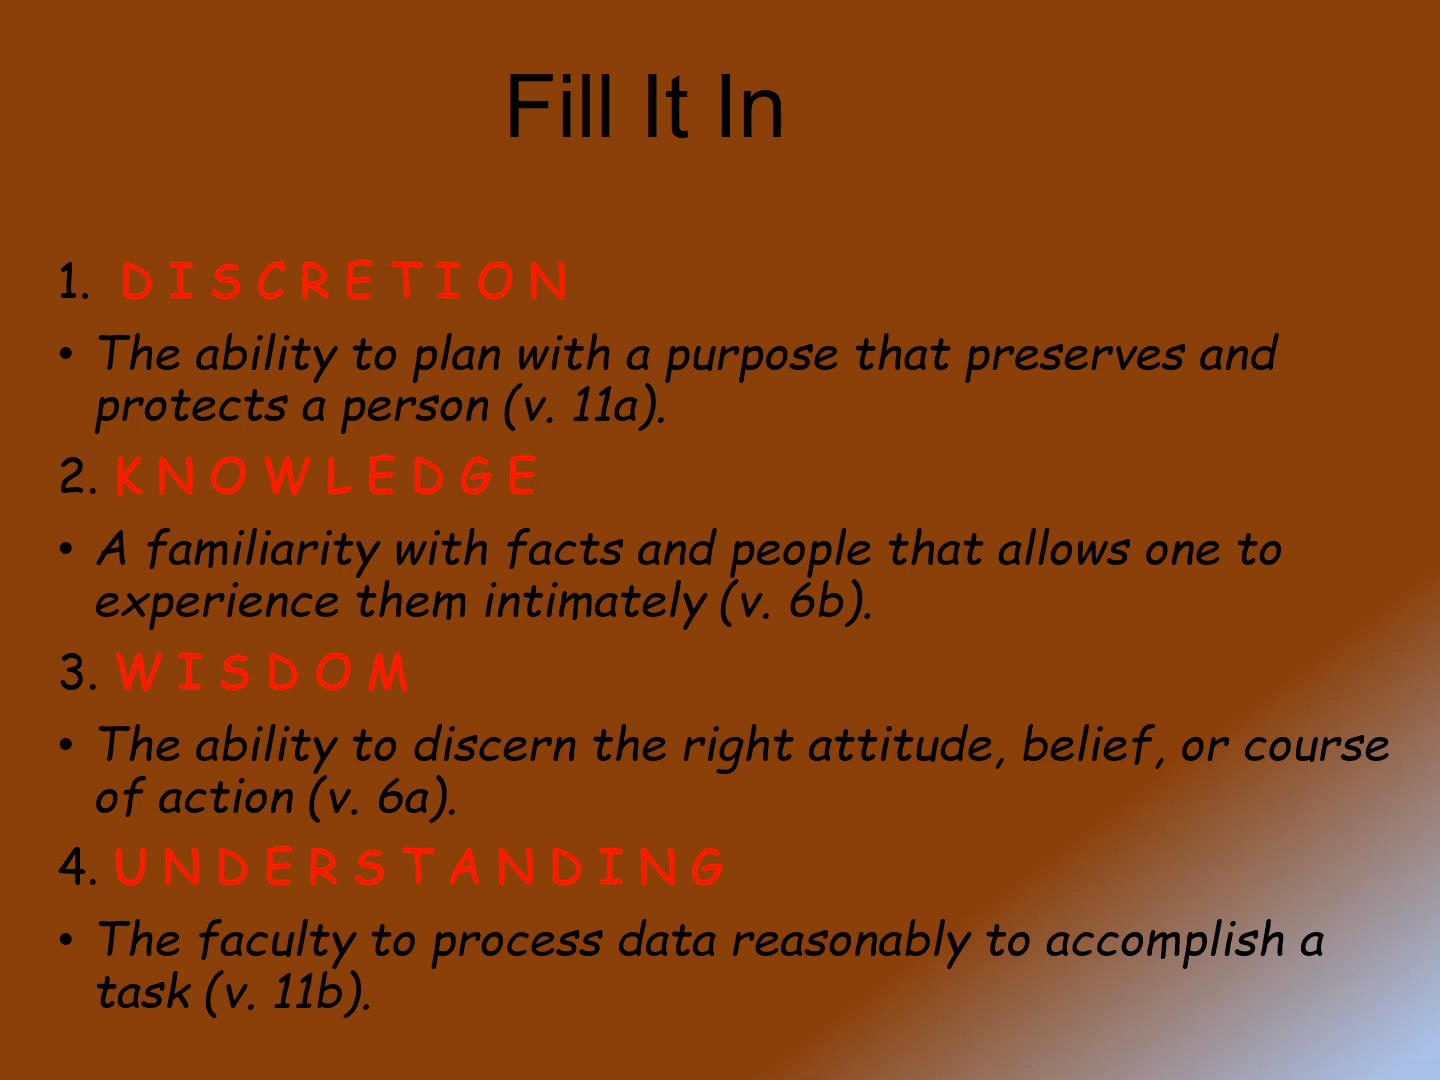 Fill It In
1. D I S C R E T I O N
• The ability to plan with a purpose that preserves and
protects a person (v. 11a).
2. K N O W L E D G E
• A familiarity with facts and people that allows one to
experience them intimately (v. 6b).
3. W I S D O M
• The ability to discern the right attitude, belief, or course
of action (v. 6a).
4. U N D E R S T A N D I N G
• The faculty to process data reasonably to accomplish a
task (v. 11b).